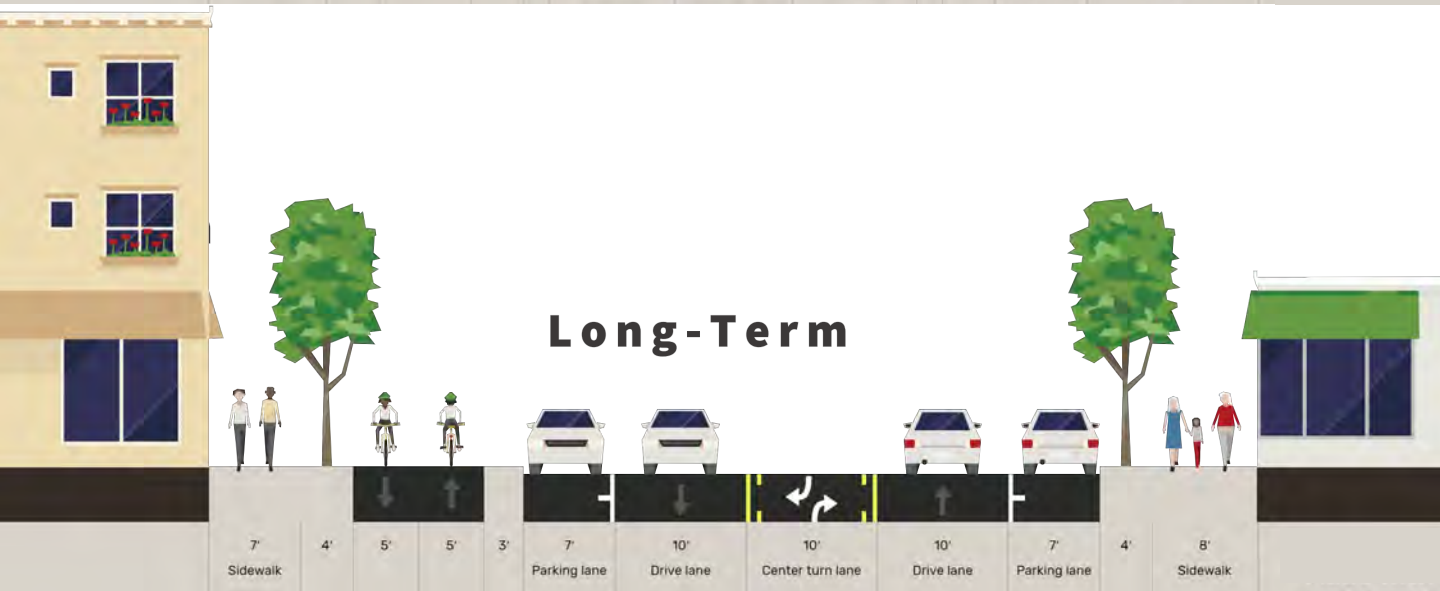 Long-Term
7' 4' 5' 5' 3' 7' 10' 10' 10' 7' 4' 8'
Sidewalk Parking lane Drive lane Center turn lane Drive lane Parking lane Sidewalk